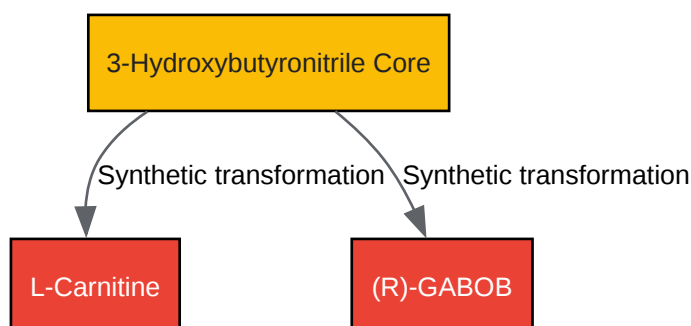 3-Hydroxybutyronitrile Core
Synthetic transformation Synthetic transformation
L-Carnitine
(R)-GABOB